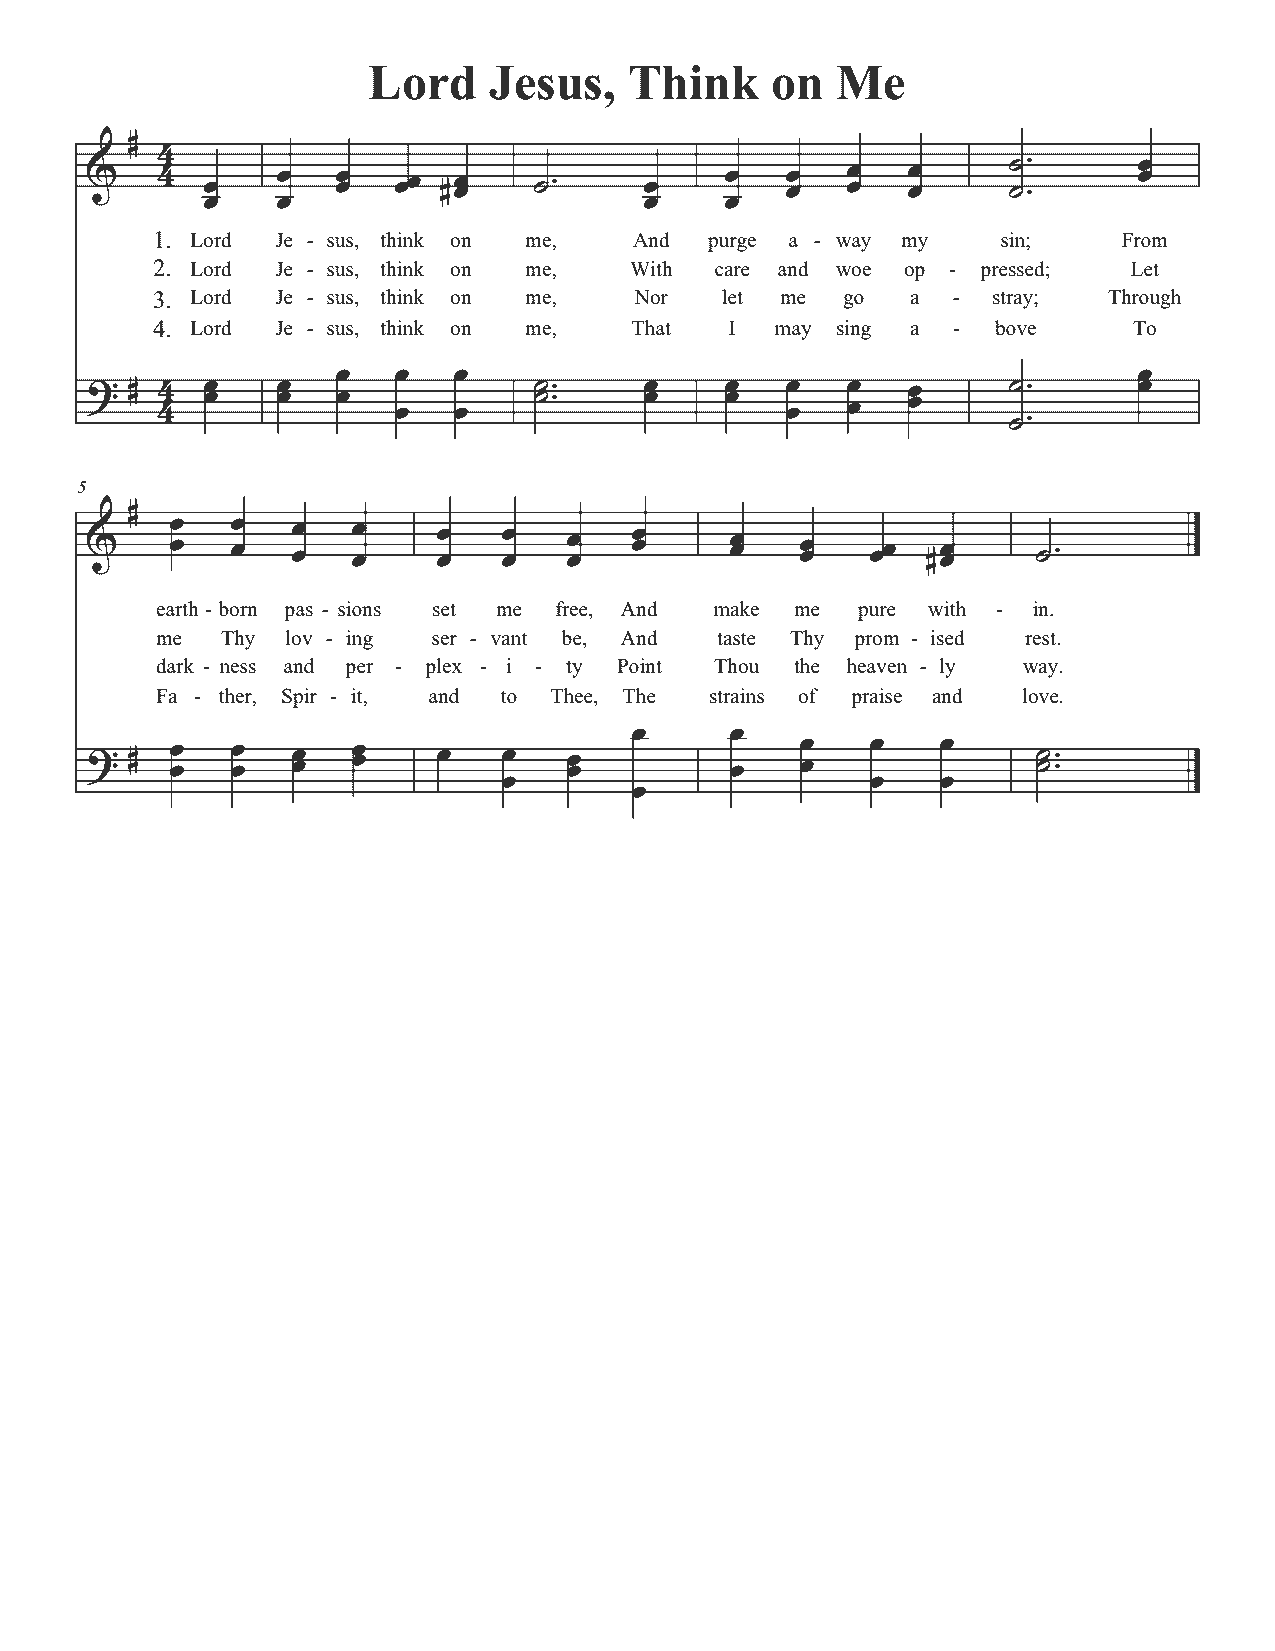 Lord Jesus, Think on Me
4
4
1. Lord Je - sus, think on me, And purge a - way my sin; From
2. Lord Je - sus, think on me, With care and woe op - pressed; Let
3. Lord Je - sus, think on me, Nor let me go a - stray; Through
4. Lord Je - sus, think on me, That I may sing a - bove To
4
4
5
earth - born pas - sions set me free, And make me pure with - in.
me Thy lov - ing ser - vant be, And taste Thy prom - ised rest.
dark - ness and per - plex - i - ty Point Thou the heaven - ly way.
Fa - ther, Spir - it, and to Thee, The strains of praise and love.